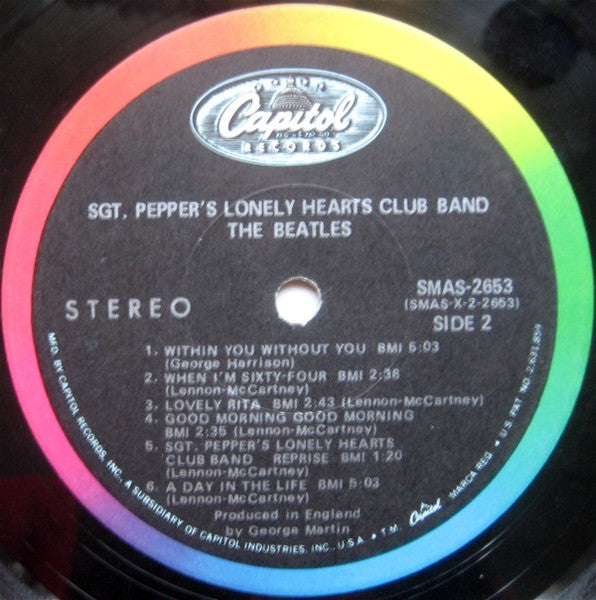 Capitol
RECORDS
SGT. PEPPER'S LONELY HEARTS CLUB BAND
THE BEATLES
STEREO
SMAS-2653
(SMAS-X-2-2653)
SIDE 2
1. WITHIN YOU WITHOUT YOU BMI 5:03
(George Harrison)
2. WHEN I'M SIXTY-FOUR BMI 2:38
(Lennon-McCartney)
3. LOVELY RITA BMI 2:43 (Lennon-McCartney)
4. GOOD MORNING GOOD MORNING
BMI 2:35 (Lennon-McCartney)
5. SGT. PEPPER'S LONELY HEARTS
CLUB BAND REPRISE BMI 1:20
(Lennon-McCartney)
6. A DAY IN THE LIFE BMI 5:03
(Lennon-McCartney)
Produced in England
by George Martin
MFD. BY CAPITOL RECORDS, INC., A SUBSIDIARY OF CAPITOL INDUSTRIES, INC., U.S.A. • T.M. Capitol MARCA REG. • U.S. PAT. NO. 2,631,859